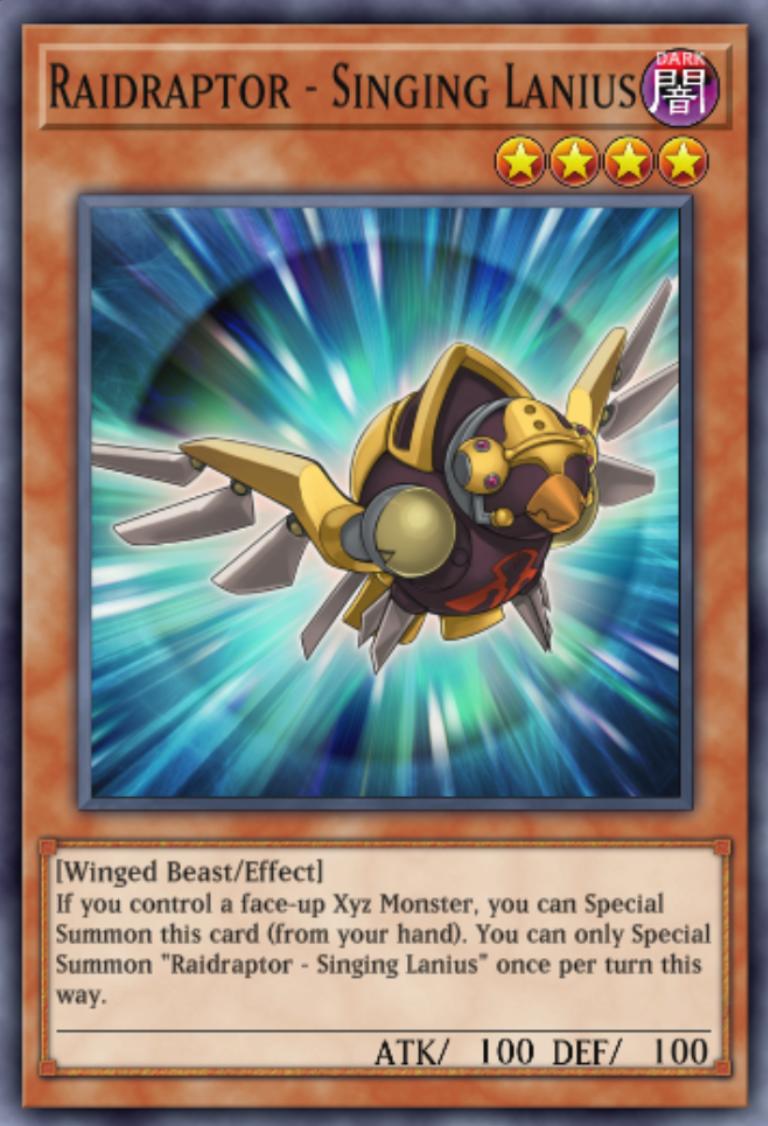 Raidraptor - Singing Lanius
DARK
闇
[Winged Beast/Effect]
If you control a face-up Xyz Monster, you can Special
Summon this card (from your hand). You can only Special
Summon "Raidraptor - Singing Lanius" once per turn this
way.
ATK/ 100 DEF/ 100